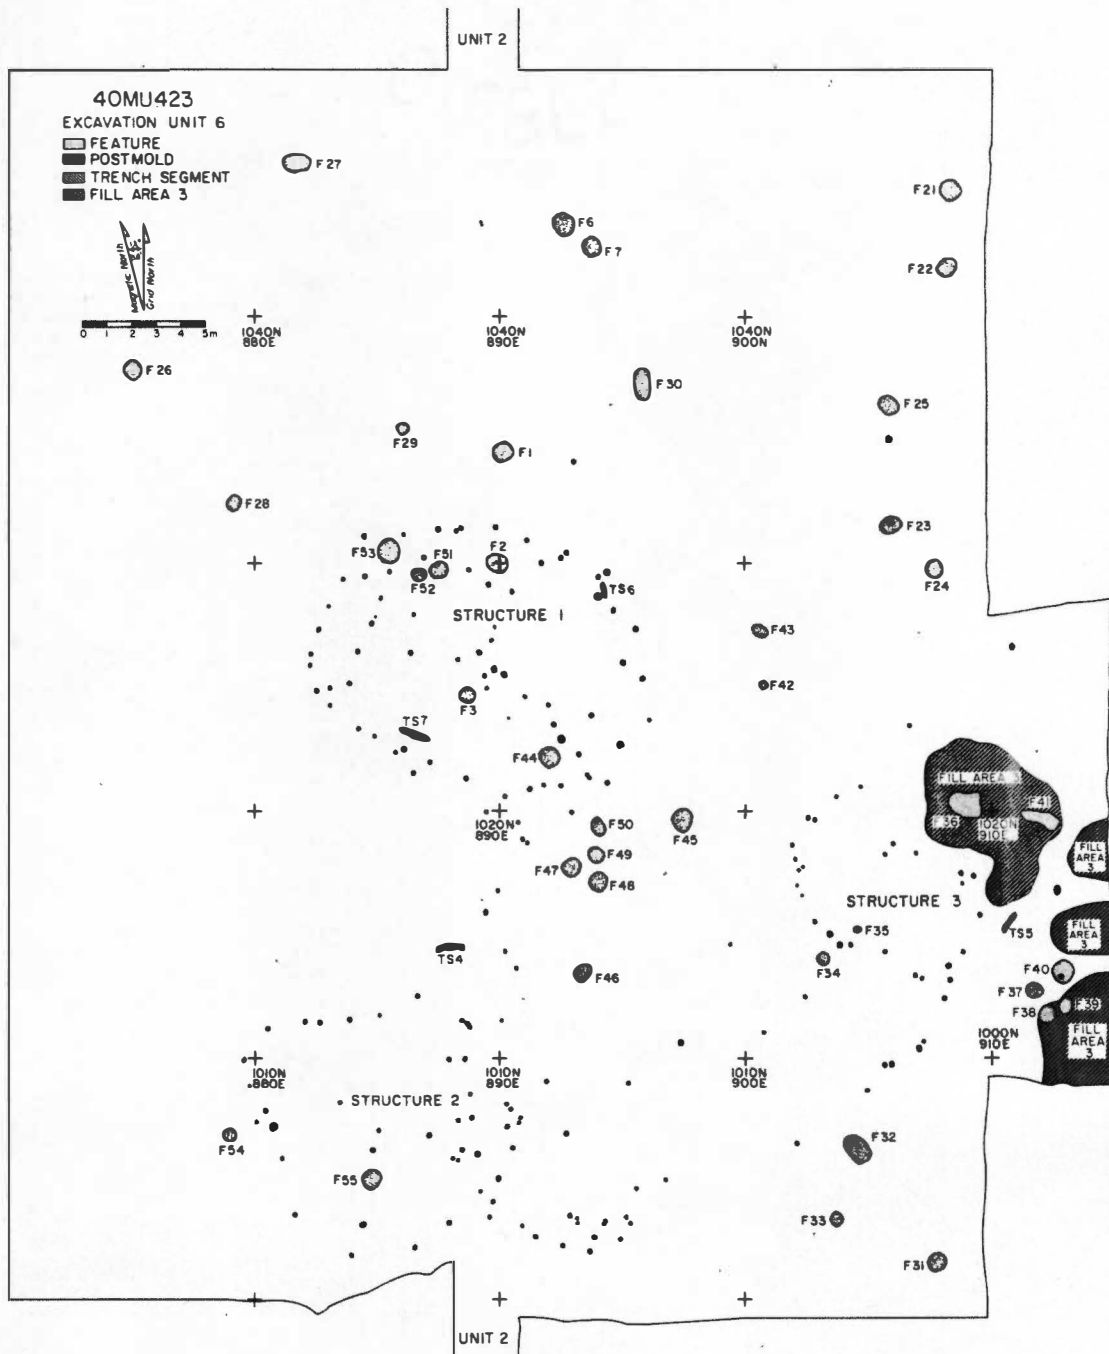 UNIT 2
40MU423
EXCAVATION UNIT 6
FEATURE
POSTMOLD
TRENCH SEGMENT
FILL AREA 3
Magnetic North
Grid North
0 1 2 3 4 5m
F27
F6
F7
F21
F22
1040N
880E
1040N
890E
1040N
900N
F26
F30
F25
F29
F1
F28
F23
F53
F51
F2
F52
F24
TS6
STRUCTURE 1
F43
F42
F3
TS7
F44
FILL AREA 3
F36
F41
1020N
910E
1020N
890E
F50
F45
F49
F47
F48
FILL
AREA
3
STRUCTURE 3
F35
TS5
FILL
AREA
3
TS4
F46
F34
F40
F37
F38
F39
FILL
AREA
3
1000N
910E
1010N
880E
1010N
890E
1010N
900E
STRUCTURE 2
F54
F32
F55
F33
F31
UNIT 2